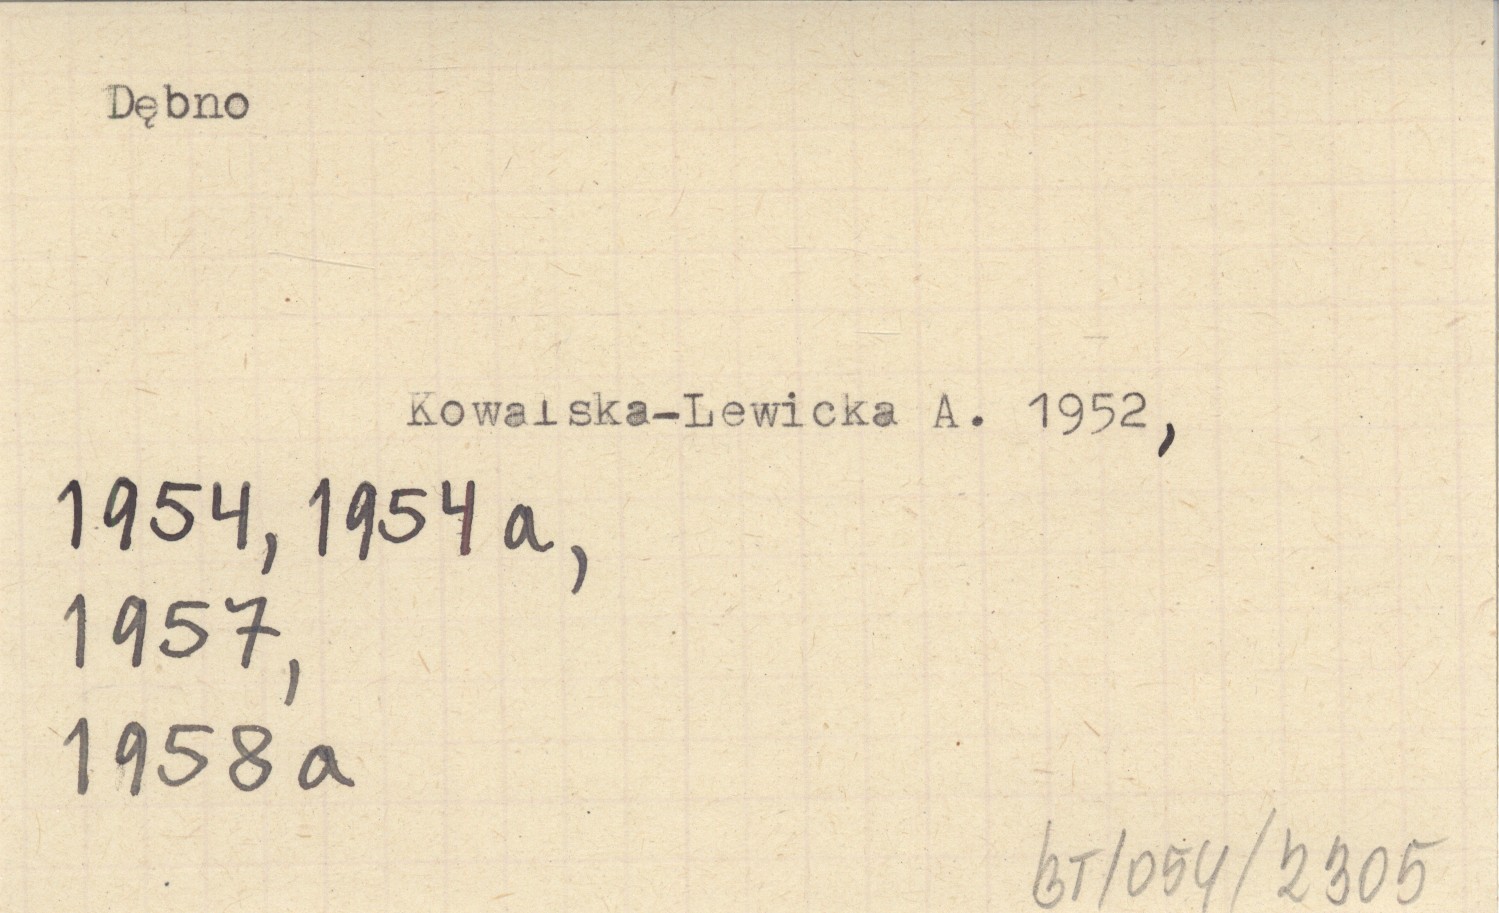 Dębno
Kowalska-Lewicka A. 1952,
1954, 1954a,
1957,
1958a
BT/054/2305